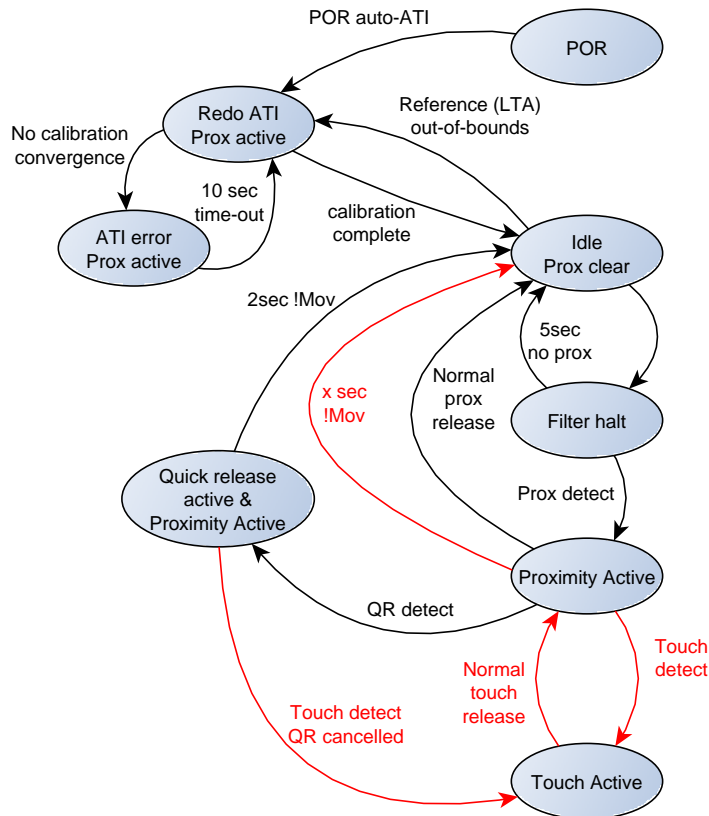 POR auto-ATI
POR
Redo ATI
Prox active
Reference (LTA)
out-of-bounds
No calibration
convergence
10 sec
time-out
calibration
complete
ATI error
Prox active
Idle
Prox clear
2sec !Mov
5sec
no prox
x sec
!Mov
Normal
prox
release
Filter halt
Quick release
active &
Proximity Active
Prox detect
Proximity Active
QR detect
Touch
detect
Normal
touch
release
Touch detect
QR cancelled
Touch Active